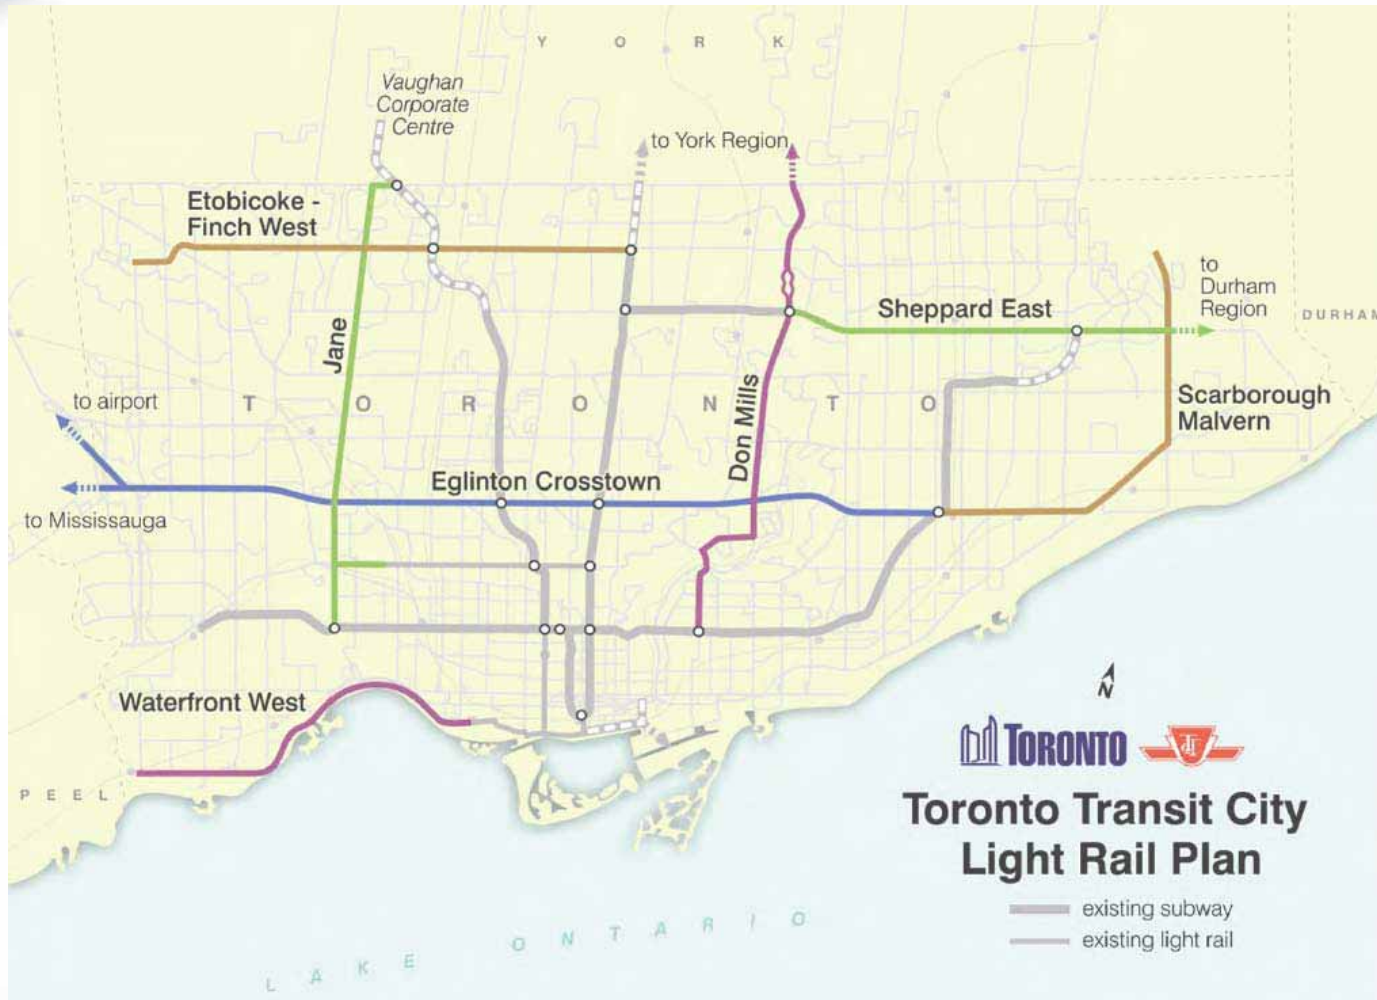 Y O R K
Vaughan
Corporate
Centre
to York Region
Etobicoke -
Finch West
to
Durham
Region
DURHAM
Sheppard East
Jane
Don Mills
Scarborough
Malvern
to airport
T O R O N T O
Eglinton Crosstown
to Mississauga
Waterfront West
N
PEEL
TORONTO
TTC
Toronto Transit City
Light Rail Plan
existing subway
existing light rail
LAKE ONTARIO